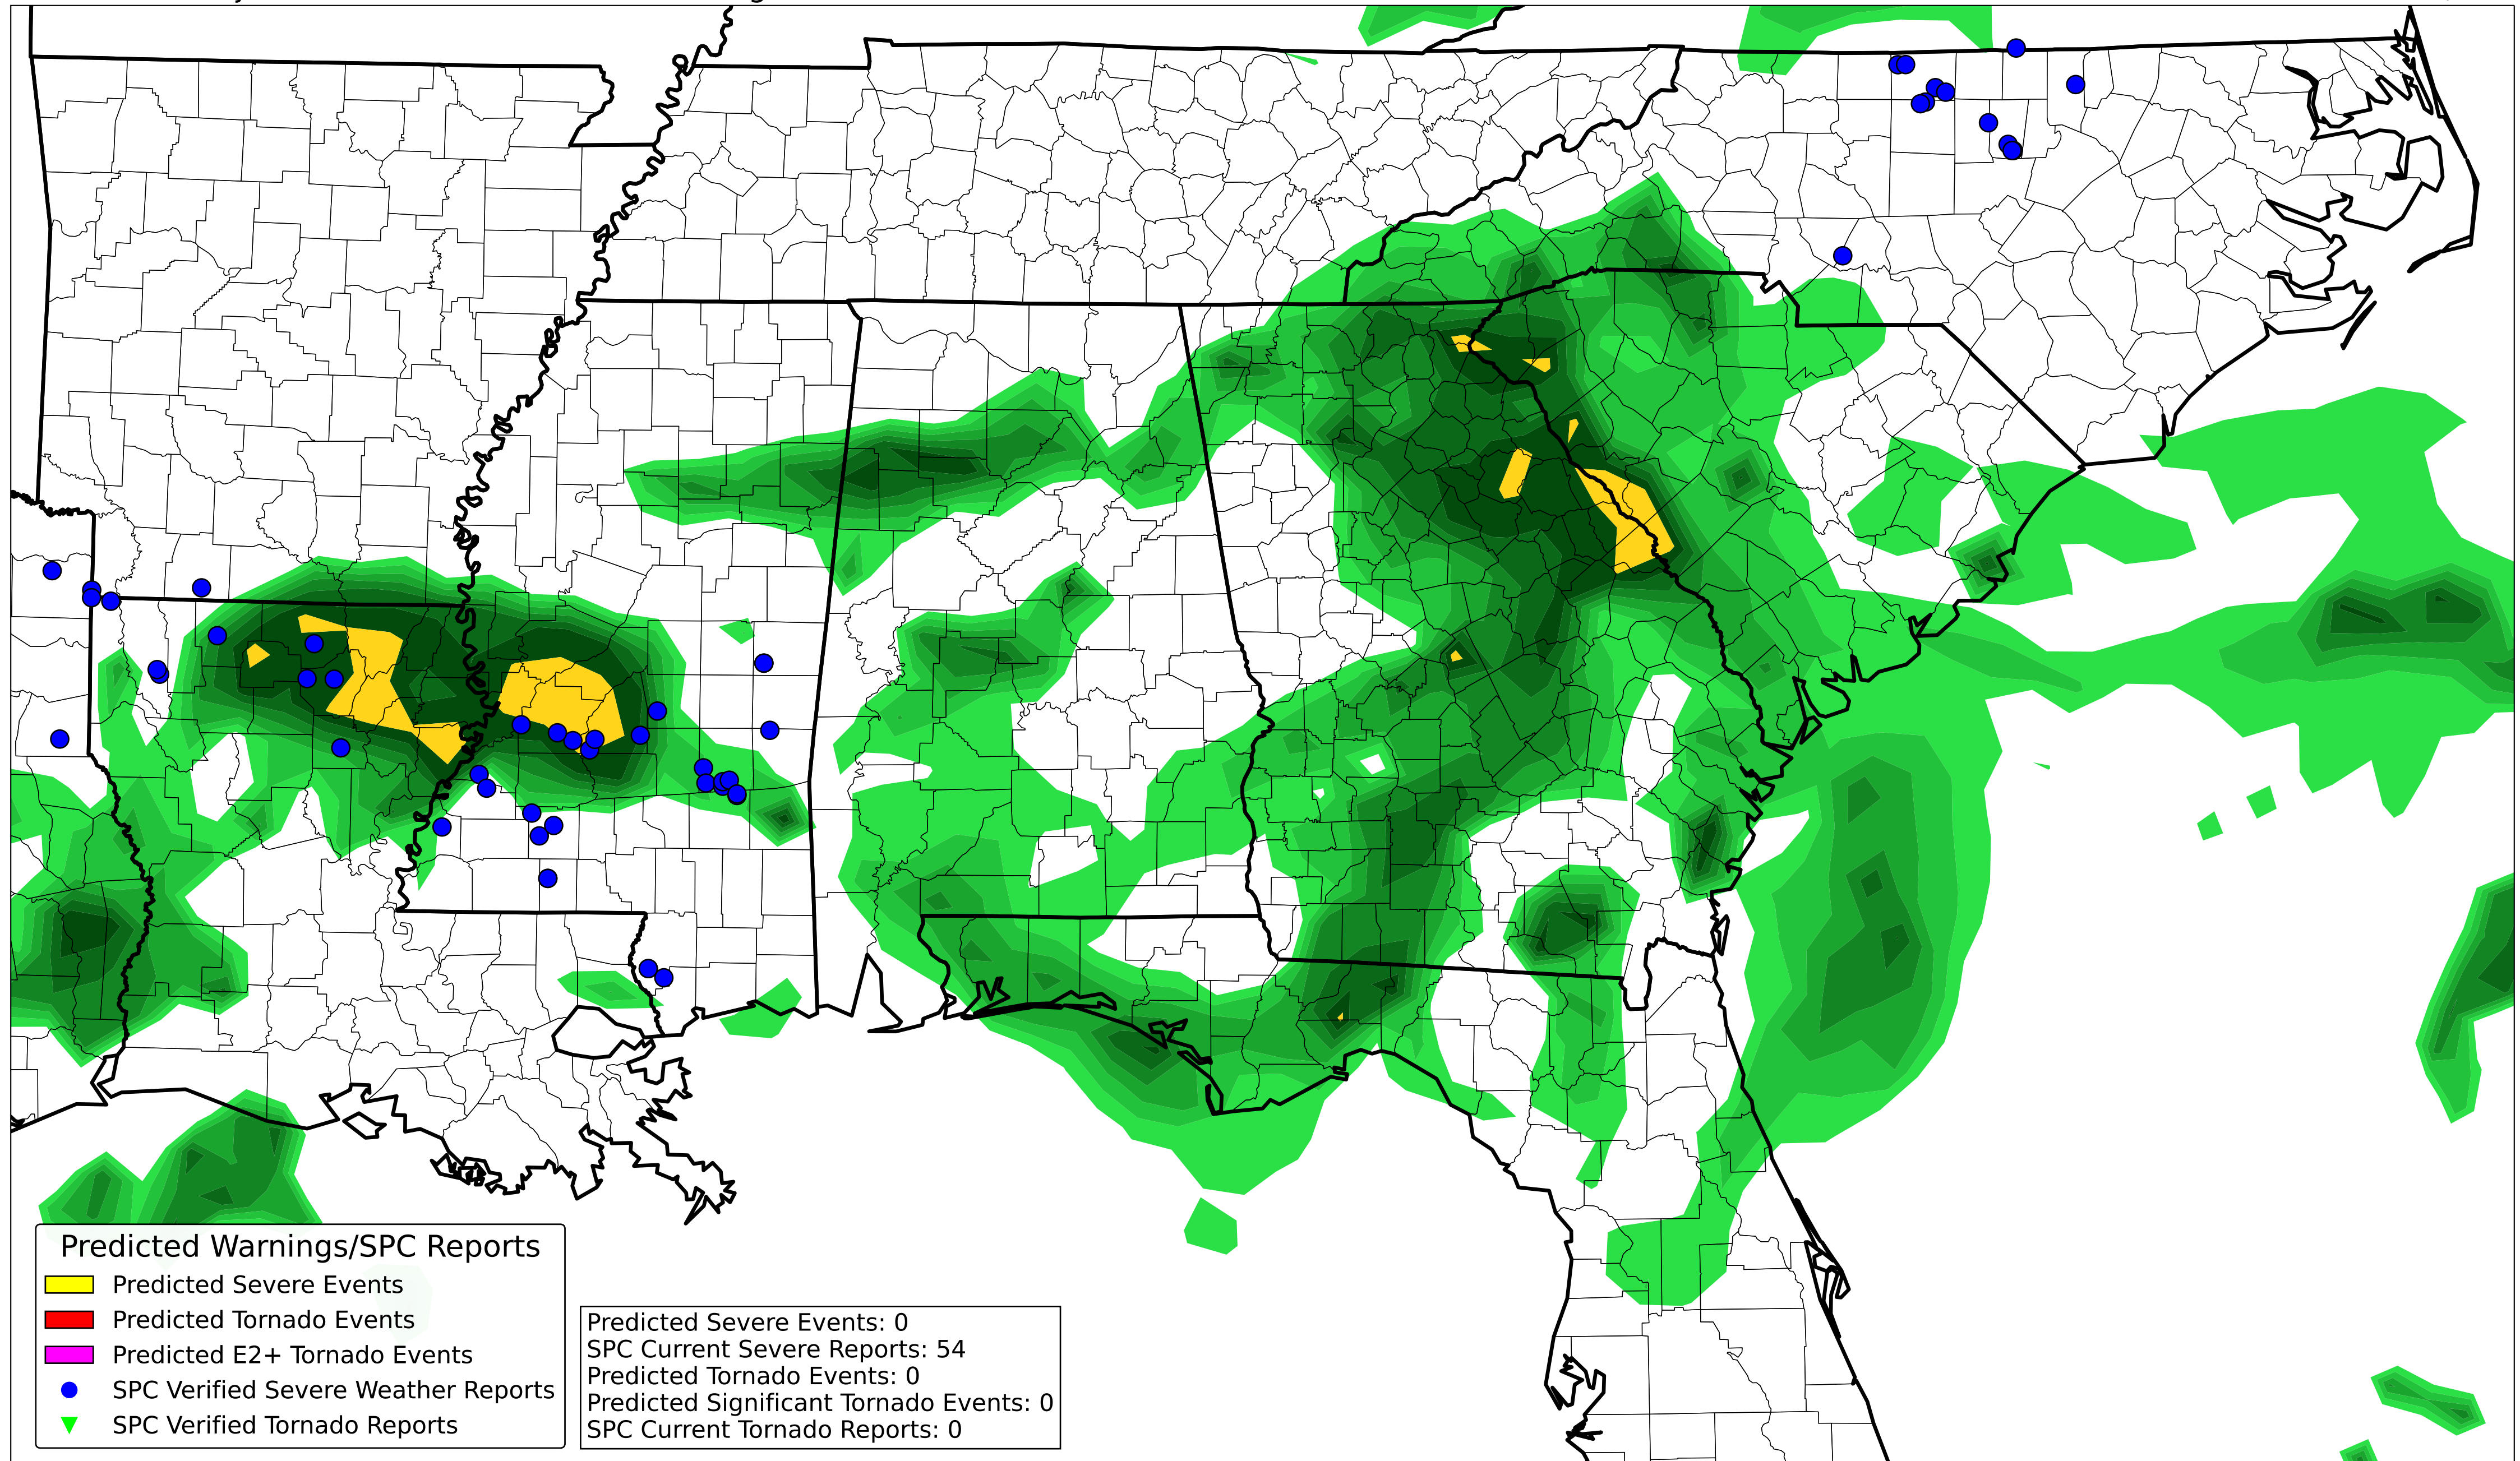 Predicted Warnings/SPC Reports
Predicted Severe Events
Predicted Tornado Events
Predicted E2+ Tornado Events
SPC Verified Severe Weather Reports
SPC Verified Tornado Reports
Predicted Severe Events: 0
SPC Current Severe Reports: 54
Predicted Tornado Events: 0
Predicted Significant Tornado Events: 0
SPC Current Tornado Reports: 0